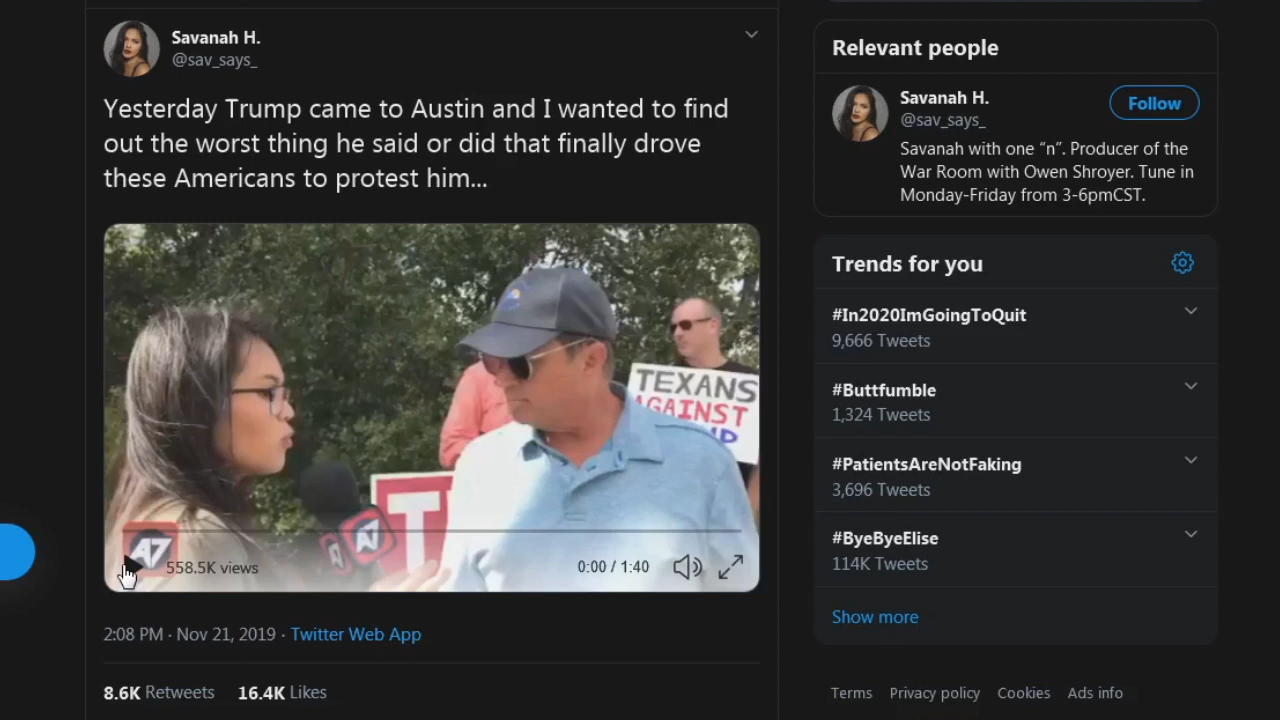 Savanah H.
@sav_says_
Yesterday Trump came to Austin and I wanted to find
out the worst thing he said or did that finally drove
these Americans to protest him...
TEXANS
AGAINST
T
A7
A7
558.5K views
0:00 / 1:40
2:08 PM · Nov 21, 2019 · Twitter Web App
8.6K Retweets 16.4K Likes
Relevant people
Savanah H.
@sav_says_
Follow
Savanah with one “n”. Producer of the
War Room with Owen Shroyer. Tune in
Monday-Friday from 3-6pmCST.
Trends for you
#In2020ImGoingToQuit
9,666 Tweets
#Buttfumble
1,324 Tweets
#PatientsAreNotFaking
3,696 Tweets
#ByeByeElise
114K Tweets
Show more
Terms Privacy policy Cookies Ads info